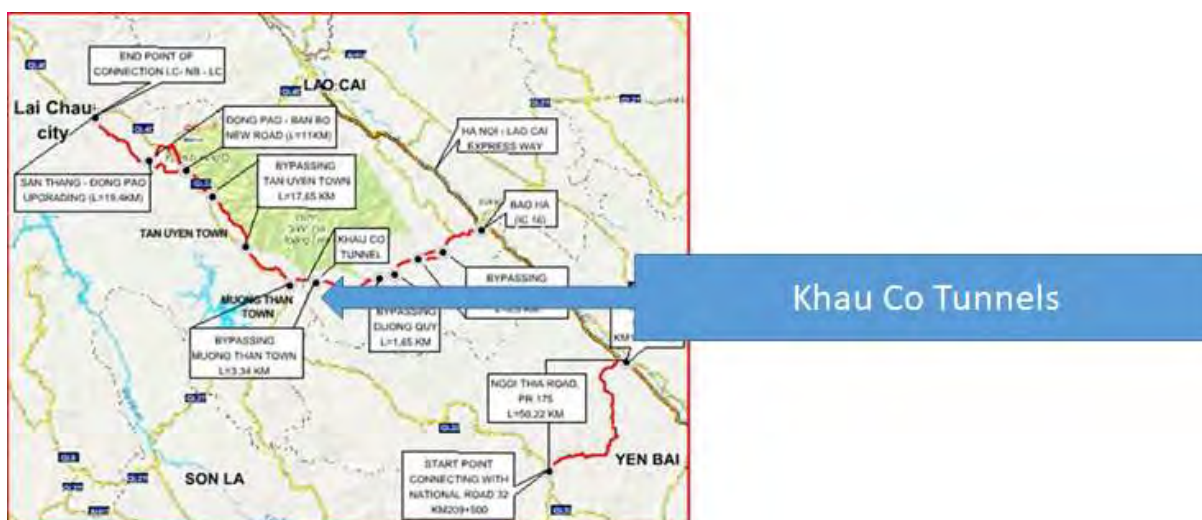 END POINT OF
CONNECTION LC- NB - LC
LAO CAI
Lai Chau
city
DONG PAO - BAN BO
NEW ROAD (L=11KM)
HA NOI - LAO CAI
EXPRESS WAY
SAN THANG - DONG PAO
UPGRADING (L=19.4KM)
BYPASSING
TAN UYEN TOWN
L=17.65 KM
BAO HA
(IC 16)
TAN UYEN TOWN
KHAU CO
TUNNEL
MUONG THAN
TOWN
BYPASSING
MUONG THAN TOWN
L=3.34 KM
BYPASSING
DUONG QUY
L=1.65 KM
BYPASSING
Khau Co Tunnels
NGOI THIA ROAD,
PR 175
L=50.22 KM
YEN BAI
SON LA
START POINT
CONNECTING WITH
NATIONAL ROAD 32
KM209+500